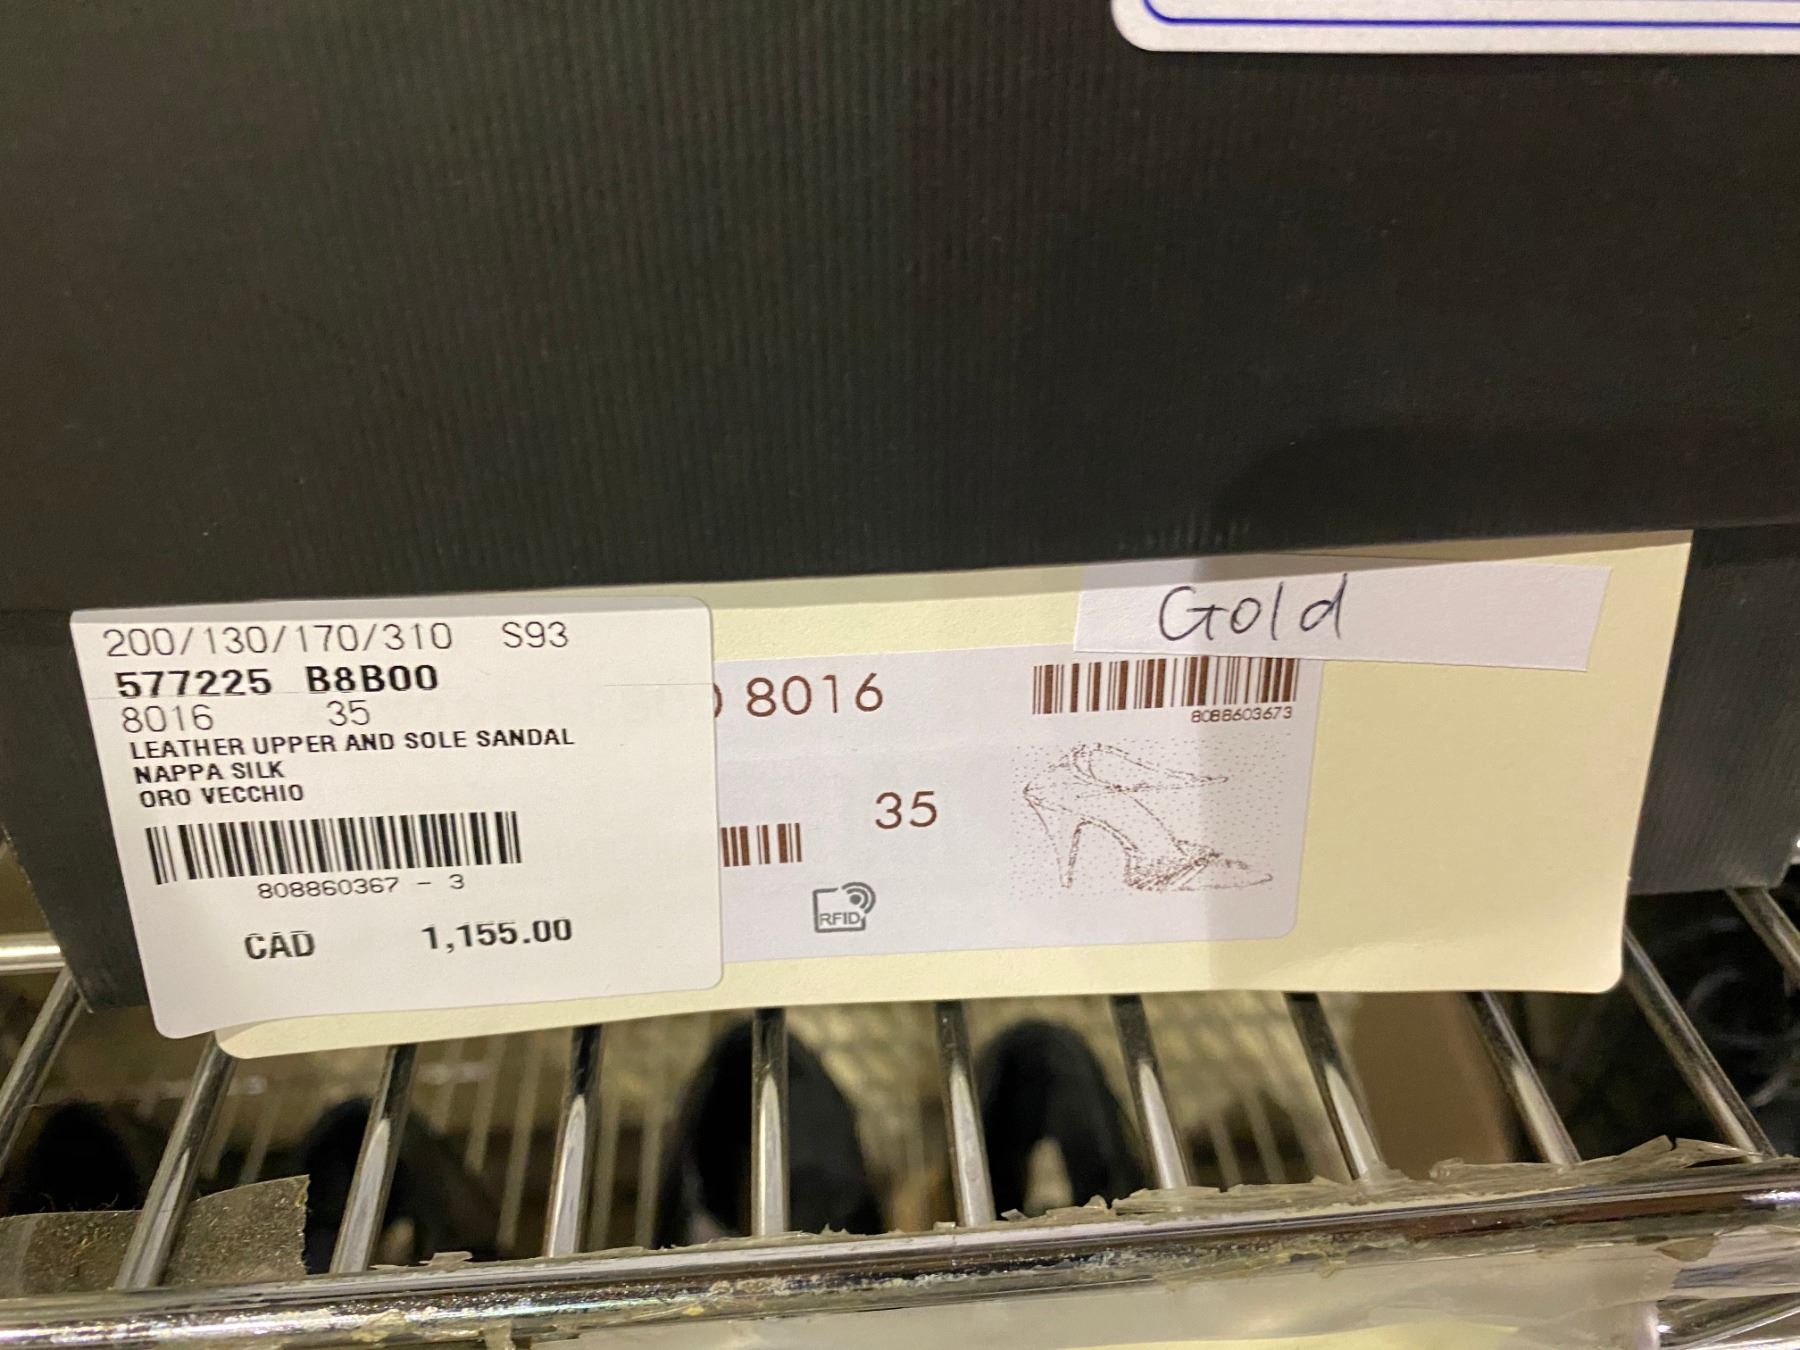 200/130/170/310 S93
577225 B8B00
8016 35
LEATHER UPPER AND SOLE SANDAL
NAPPA SILK
ORO VECCHIO
808860367 - 3
CAD 1,155.00
Gold
8016
8088603673
35
RFID